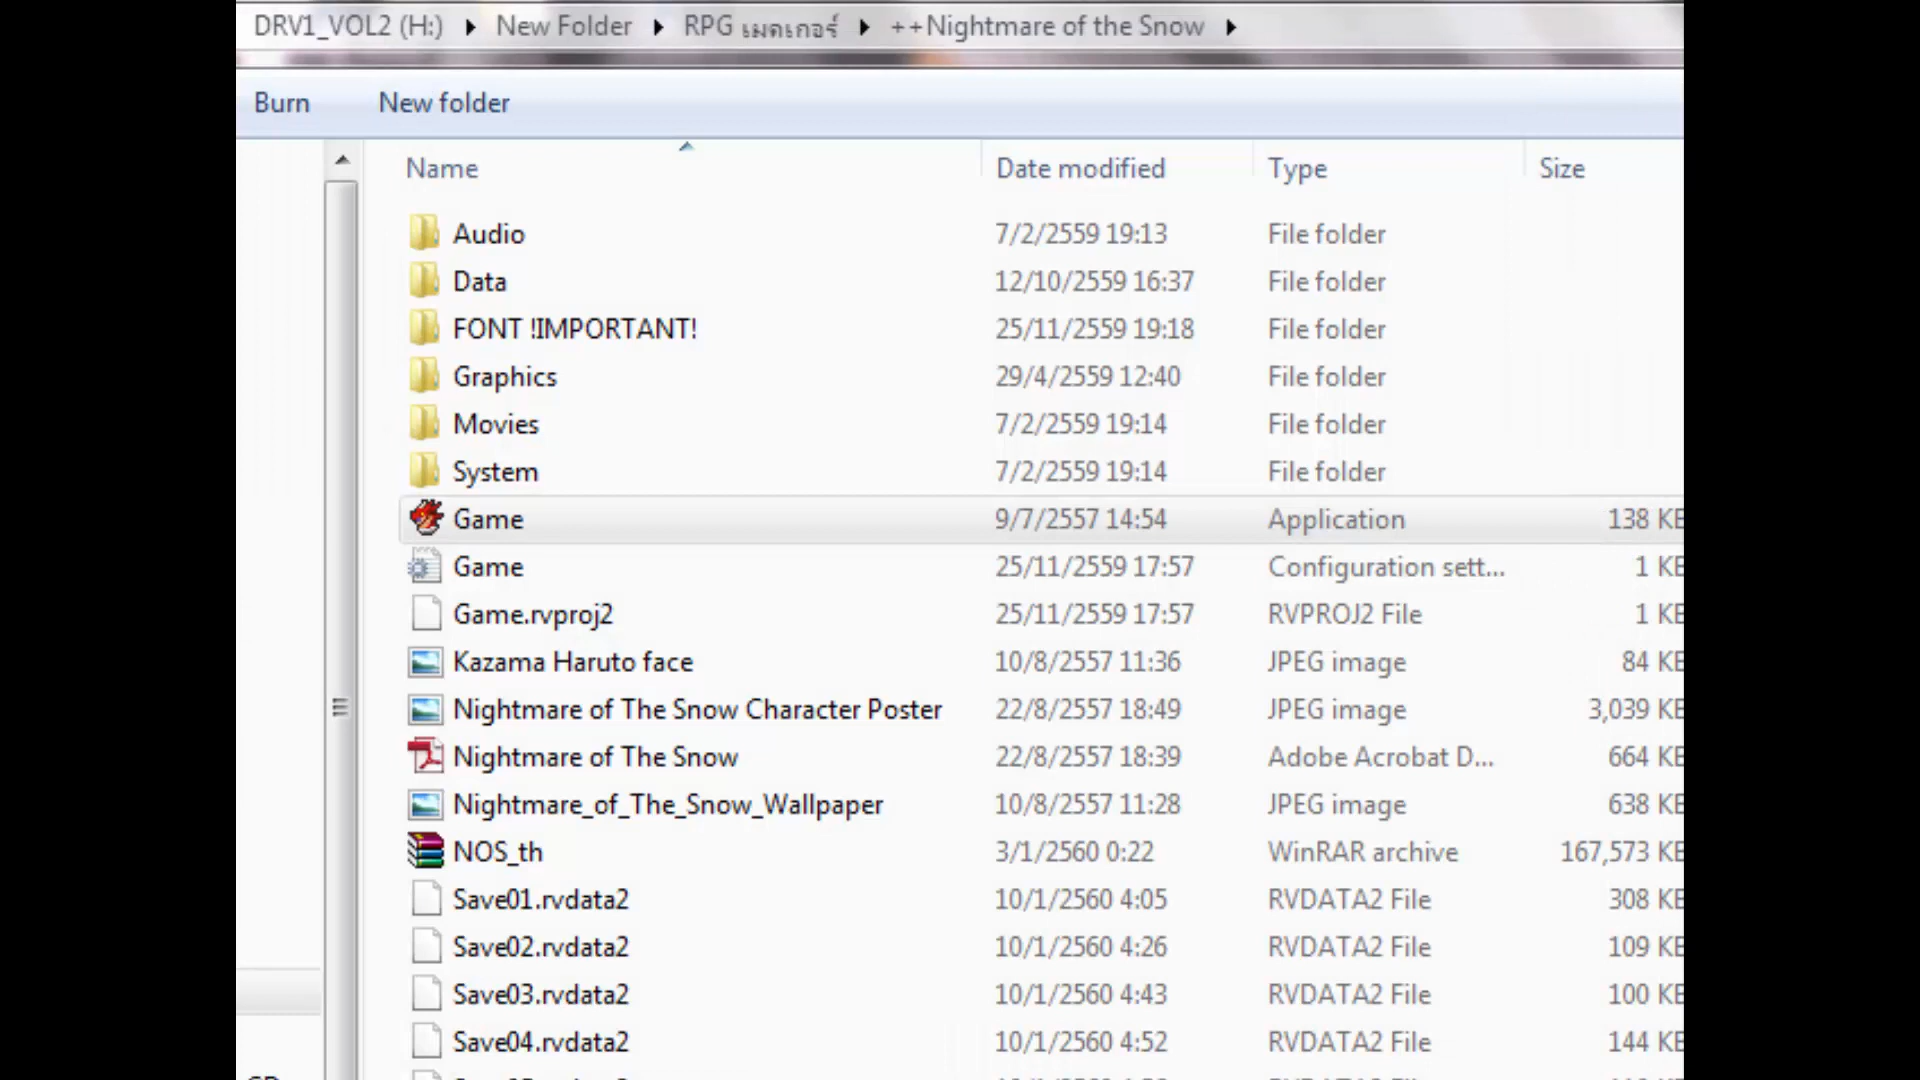 DRV1_VOL2 (H:) New Folder RPG เมดเกอร์ ++Nightmare of the Snow
Burn New folder
Name Date modified Type Size
Audio 7/2/2559 19:13 File folder
Data 12/10/2559 16:37 File folder
FONT !IMPORTANT! 25/11/2559 19:18 File folder
Graphics 29/4/2559 12:40 File folder
Movies 7/2/2559 19:14 File folder
System 7/2/2559 19:14 File folder
Game 9/7/2557 14:54 Application 138 KB
Game 25/11/2559 17:57 Configuration sett... 1 KB
Game.rvproj2 25/11/2559 17:57 RVPROJ2 File 1 KB
Kazama Haruto face 10/8/2557 11:36 JPEG image 84 KB
Nightmare of The Snow Character Poster 22/8/2557 18:49 JPEG image 3,039 KB
Nightmare of The Snow 22/8/2557 18:39 Adobe Acrobat D... 664 KB
Nightmare_of_The_Snow_Wallpaper 10/8/2557 11:28 JPEG image 638 KB
NOS_th 3/1/2560 0:22 WinRAR archive 167,573 KB
Save01.rvdata2 10/1/2560 4:05 RVDATA2 File 308 KB
Save02.rvdata2 10/1/2560 4:26 RVDATA2 File 109 KB
Save03.rvdata2 10/1/2560 4:43 RVDATA2 File 100 KB
Save04.rvdata2 10/1/2560 4:52 RVDATA2 File 144 KB